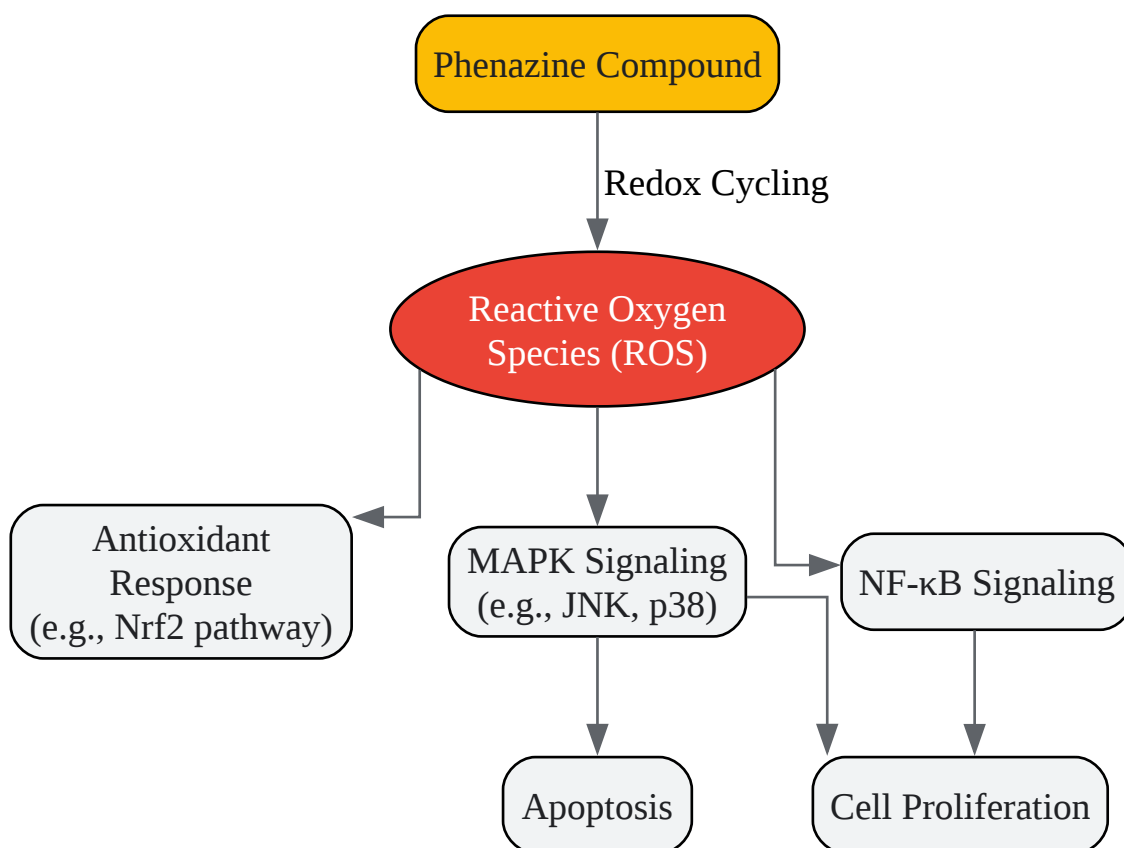 Phenazine Compound
Redox Cycling
Reactive Oxygen
Species (ROS)
Antioxidant
Response
(e.g., Nrf2 pathway)
MAPK Signaling
(e.g., JNK, p38)
NF-κB Signaling
Apoptosis
Cell Proliferation